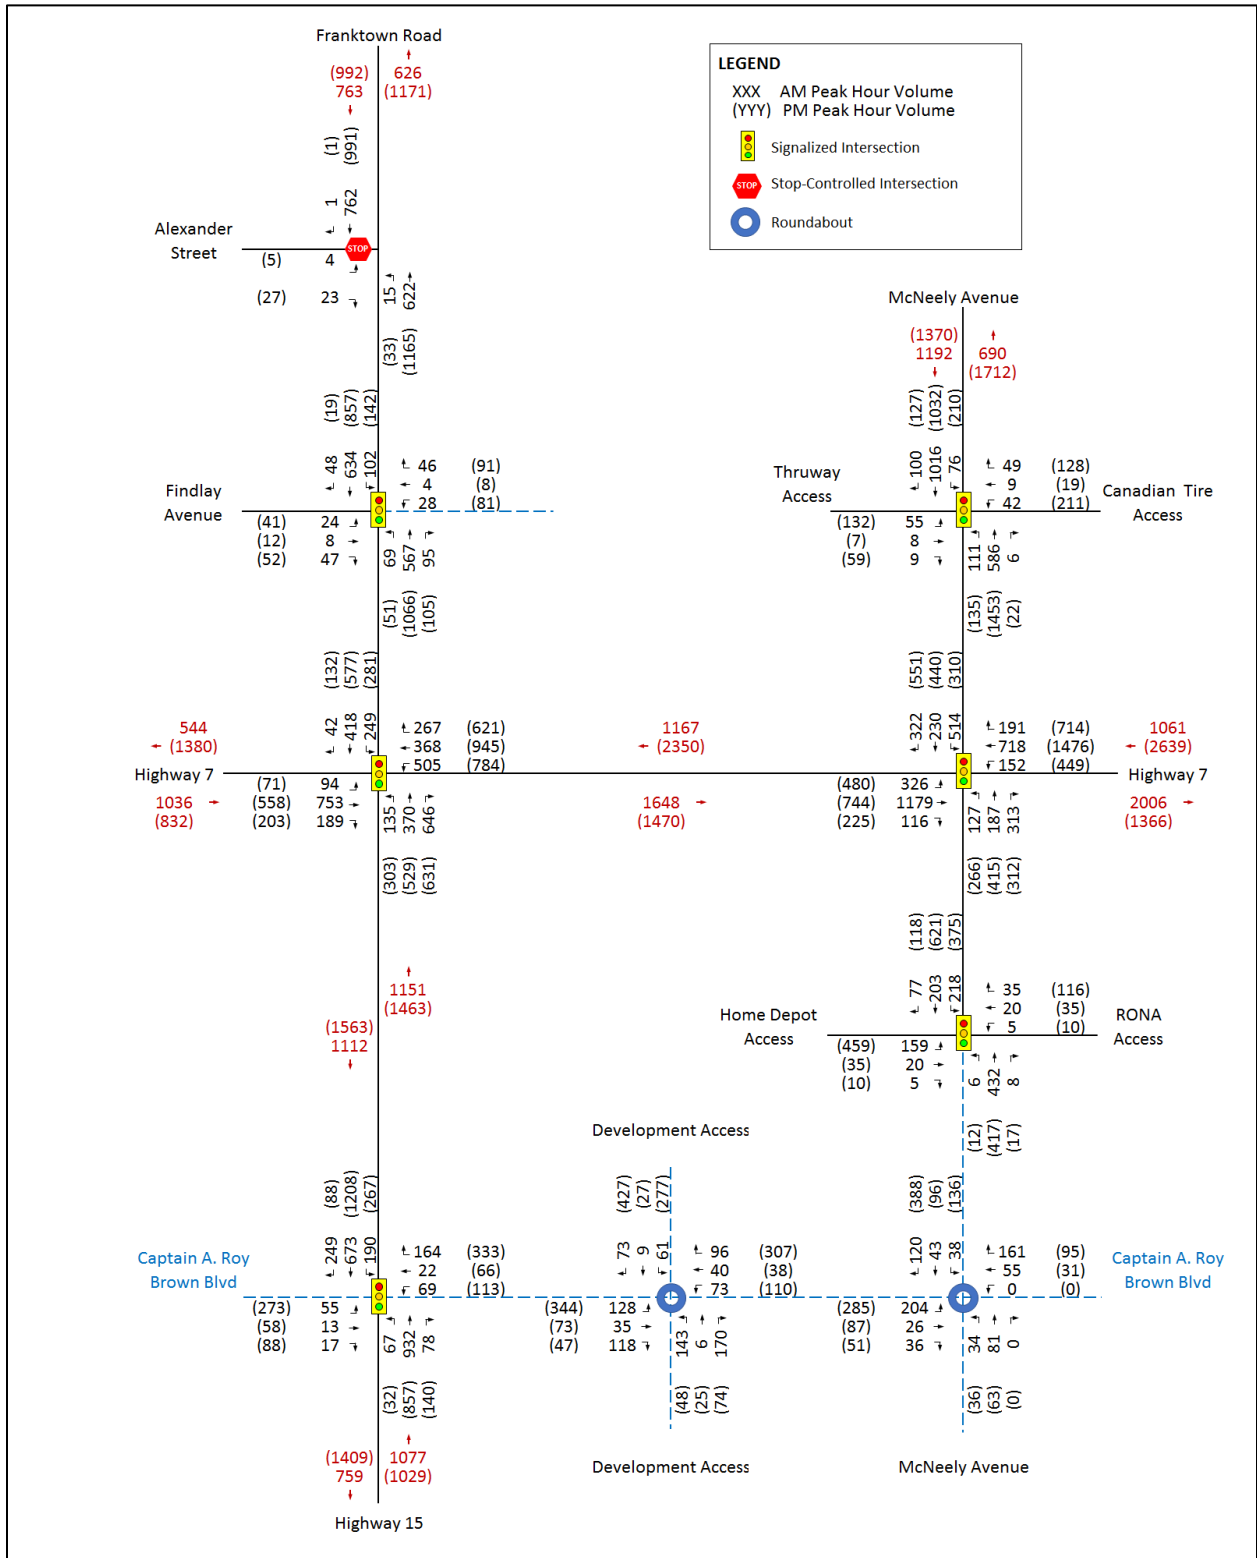 Franktown Road
(992) 626
763 (1171)
LEGEND
XXX AM Peak Hour Volume
(YYY) PM Peak Hour Volume
Signalized Intersection
STOP Stop-Controlled Intersection
Roundabout
(1) (991)
1 762
Alexander
Street
STOP
(5) 4
(27) 23
15 622
(33) (1165)
McNeely Avenue
(1370) 690
1192 (1712)
(19) (857) (142)
48 634 102
46 (91)
4 (8)
28 (81)
Findlay
Avenue
(41) 24
(12) 8
(52) 47
69 567 95
(51) (1066) (105)
(127) (1032) (210)
100 1016 76
49 (128)
9 (19)
42 (211)
Thruway
Access
Canadian Tire
Access
(132) 55
(7) 8
(59) 9
111 586 6
(135) (1453) (22)
(132) (577) (281)
42 418 249
267 (621)
368 (945)
505 (784)
544
(1380)
Highway 7
1036
(832)
(71) 94
(558) 753
(203) 189
135 370 646
(303) (529) (631)
1167
(2350)
1648
(1470)
(551) (440) (310)
322 230 514
191 (714)
718 (1476)
152 (449)
1061
(2639)
Highway 7
2006
(1366)
(480) 326
(744) 1179
(225) 116
127 187 313
(266) (415) (312)
1151
(1463)
(1563)
1112
(118) (621) (375)
77 203 218
35 (116)
20 (35)
5 (10)
Home Depot
Access
RONA
Access
(459) 159
(35) 20
(10) 5
6 432 8
(12) (417) (17)
Development Access
(88) (1208) (267)
249 673 190
164 (333)
22 (66)
69 (113)
Captain A. Roy
Brown Blvd
(273) 55
(58) 13
(88) 17
67 932 78
(32) (857) (140)
(427) (27) (277)
73 9 61
96 (307)
40 (38)
73 (110)
(344) 128
(73) 35
(47) 118
143 6 170
(48) (25) (74)
(388) (96) (136)
120 43 38
161 (95)
55 (31)
0 (0)
Captain A. Roy
Brown Blvd
(285) 204
(87) 26
(51) 36
34 81 0
(36) (63) (0)
(1409) 1077
759 (1029)
Development Access
McNeely Avenue
Highway 15